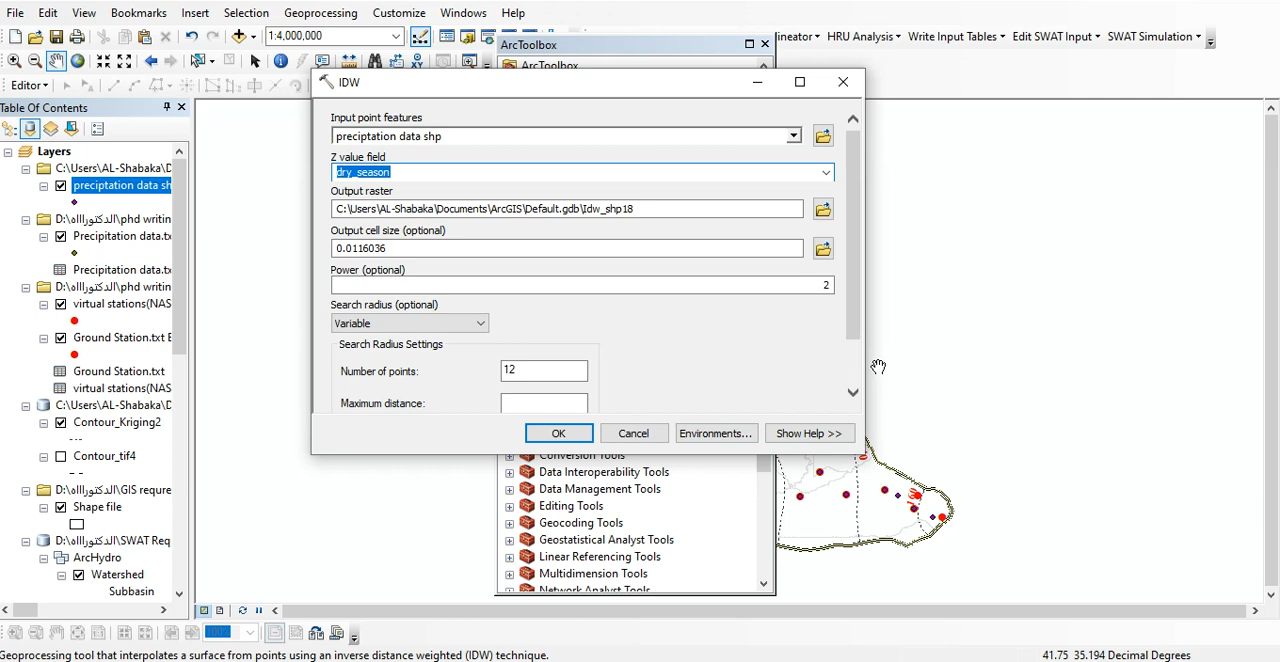 File Edit View Bookmarks Insert Selection Geoprocessing Customize Windows Help
1:4,000,000
ineator HRU Analysis Write Input Tables Edit SWAT Input SWAT Simulation
ArcToolbox
ArcToolbox
Editor
Table Of Contents
Layers
C:\Users\AL-Shabaka\D
preciptation data sh
D:\الدكتوراااه\phd writin
Precipitation data.tx
Precipitation data.tx
D:\الدكتوراااه\phd writin
virtual stations(NAS
Ground Station.txt E
Ground Station.txt
virtual stations(NAS
C:\Users\AL-Shabaka\D
Contour_Kriging2
Contour_tif4
D:\الدكتوراااه\GIS requre
Shape file
D:\الدكتوراااه\SWAT Req
ArcHydro
Watershed
Subbasin
IDW
Input point features
preciptation data shp
Z value field
dry_season
Output raster
C:\Users\AL-Shabaka\Documents\ArcGIS\Default.gdb\Idw_shp18
Output cell size (optional)
0.0116036
Power (optional)
2
Search radius (optional)
Variable
Search Radius Settings
Number of points:
12
Maximum distance:
OK Cancel Environments... Show Help >>
Conversion Tools
Data Interoperability Tools
Data Management Tools
Editing Tools
Geocoding Tools
Geostatistical Analyst Tools
Linear Referencing Tools
Multidimension Tools
Network Analyst Tools
Geoprocessing tool that interpolates a surface from points using an inverse distance weighted (IDW) technique.
41.75 35.194 Decimal Degrees